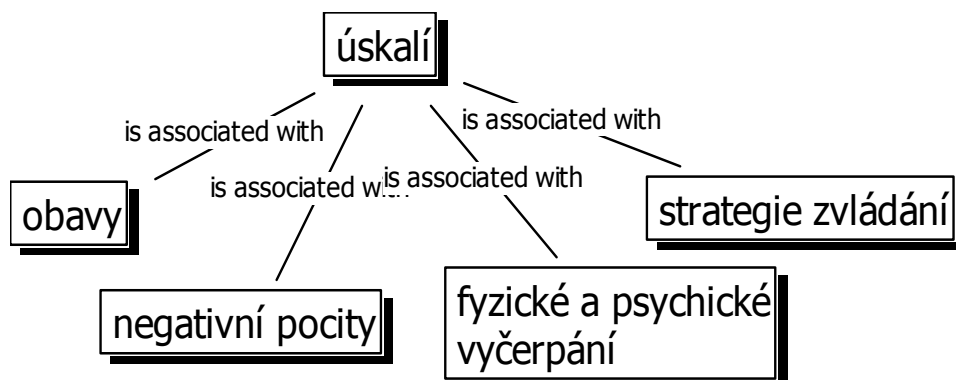 úskalí
is associated with
is associated with
is associated with
is associated with
obavy
strategie zvládání
negativní pocity
fyzické a psychické
vyčerpání